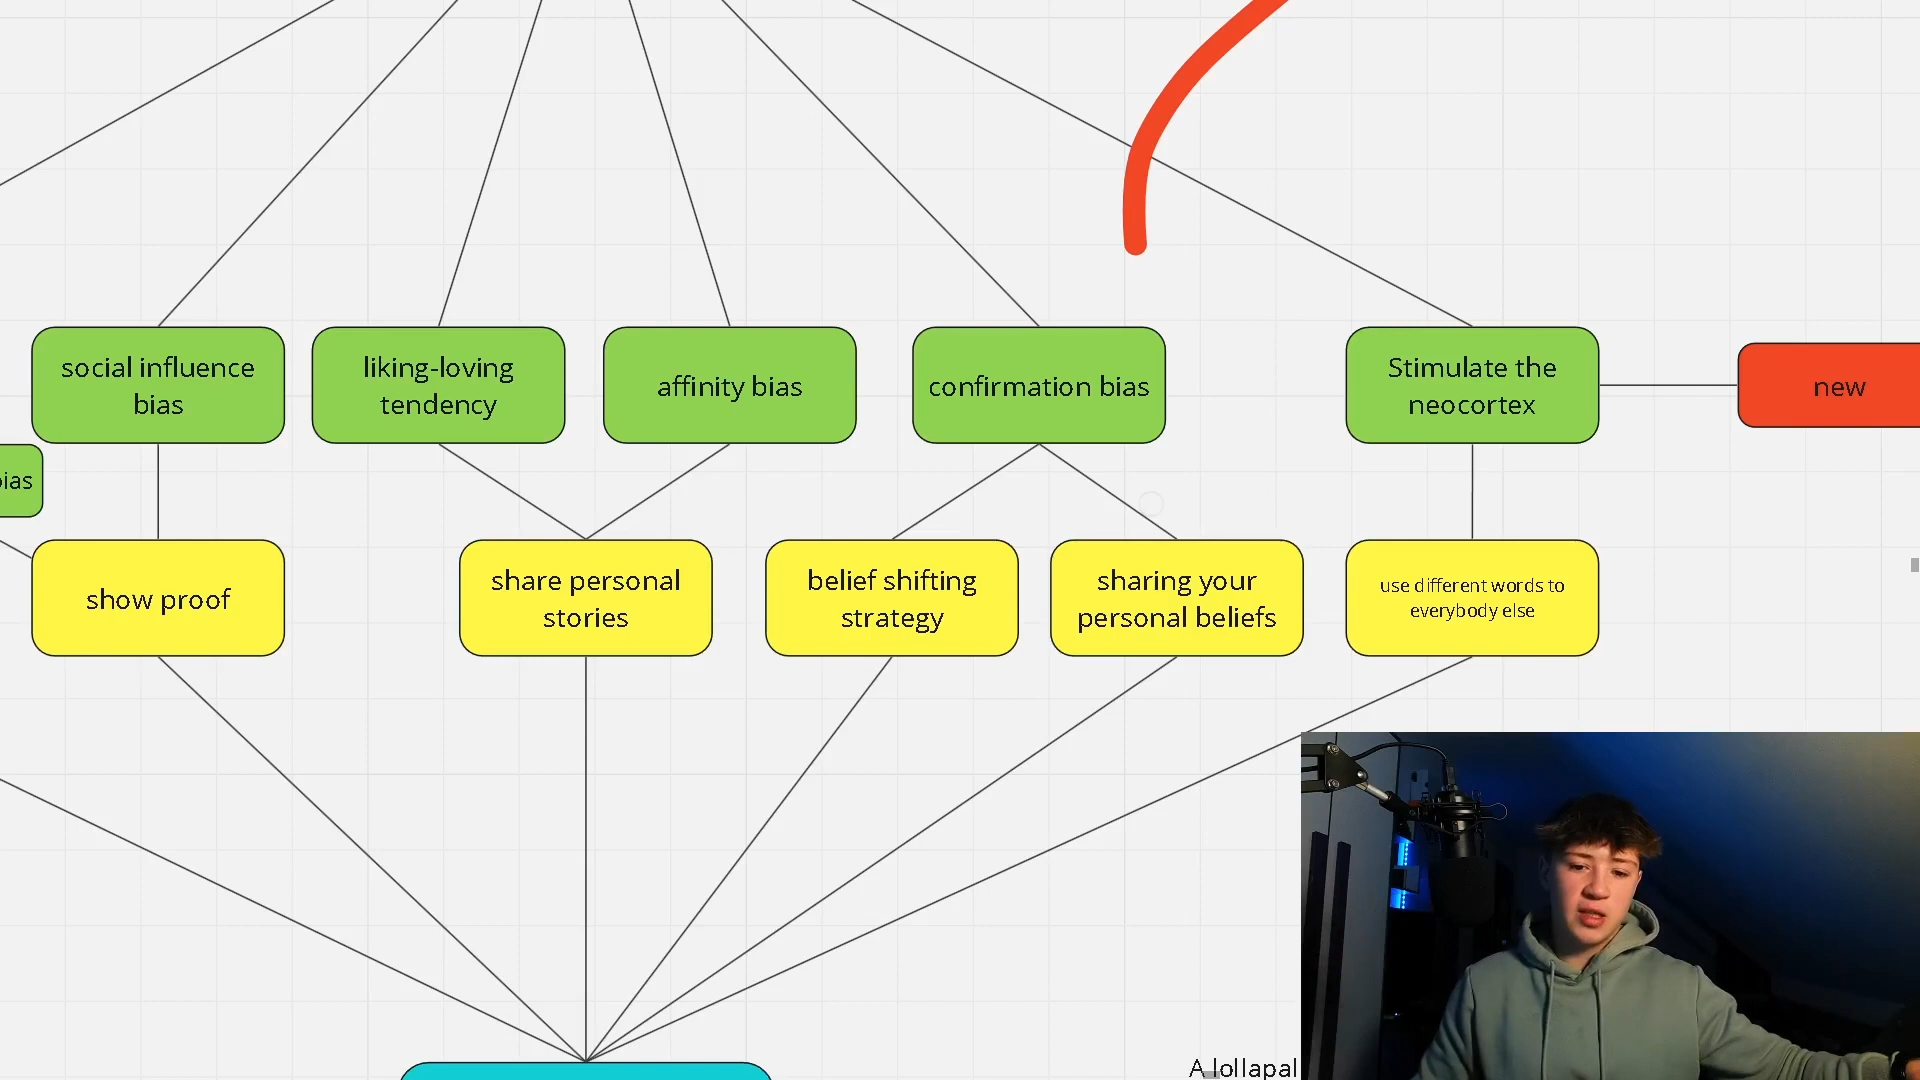 social influence
bias
liking-loving
tendency
affinity bias
confirmation bias
Stimulate the
neocortex
new
bias
show proof
share personal
stories
belief shifting
strategy
sharing your
personal beliefs
use different words to
everybody else
A lollapal